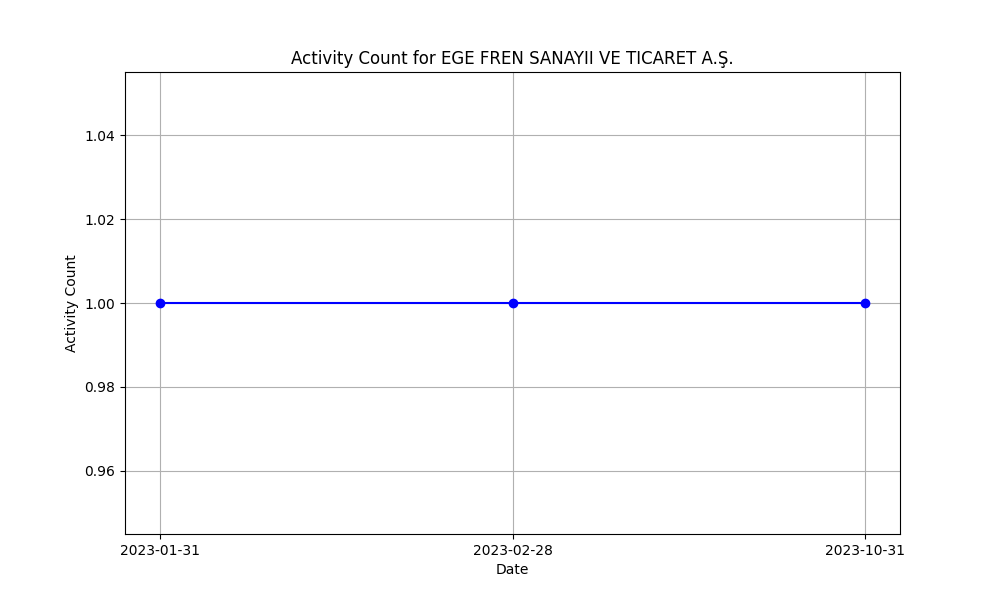 Activity Count for EGE FREN SANAYII VE TICARET A.Ş.
1.04
1.02
1.00
0.98
0.96
Activity Count
2023-01-31 2023-02-28 2023-10-31
Date